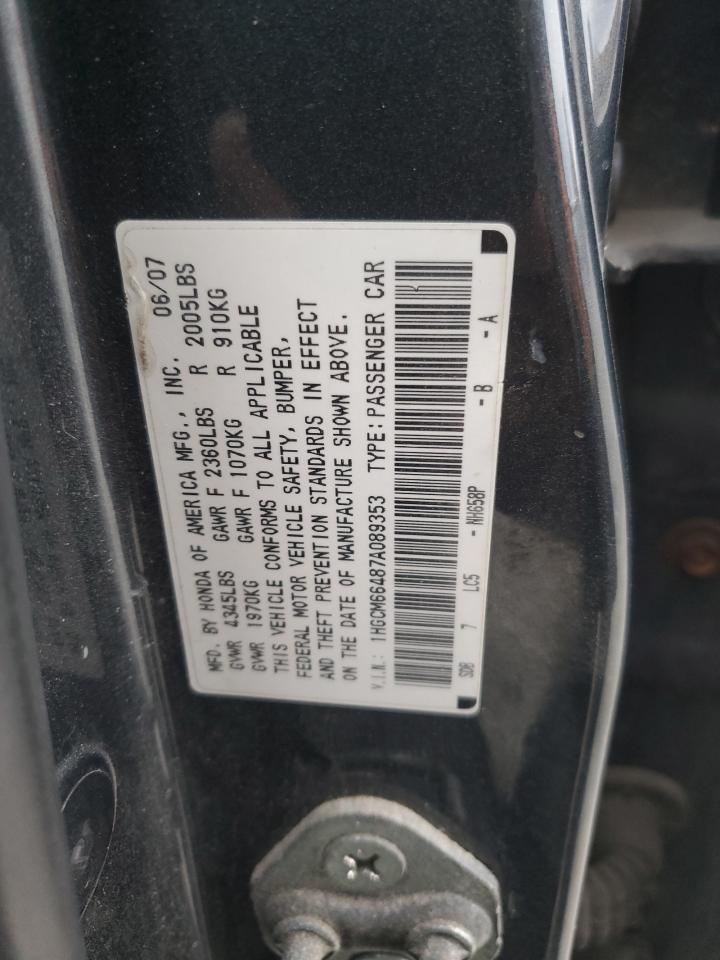 MFD. BY HONDA OF AMERICA MFG., INC. 06/07
GVWR 4345LBS GAWR F 2360LBS R 2005LBS
GVWR 1970KG GAWR F 1070KG R 910KG
THIS VEHICLE CONFORMS TO ALL APPLICABLE
FEDERAL MOTOR VEHICLE SAFETY, BUMPER,
AND THEFT PREVENTION STANDARDS IN EFFECT
ON THE DATE OF MANUFACTURE SHOWN ABOVE.
V.I.N.: 1HGCM66487A089353 TYPE:PASSENGER CAR
SDB 7 LC5 - NH658P - B - A